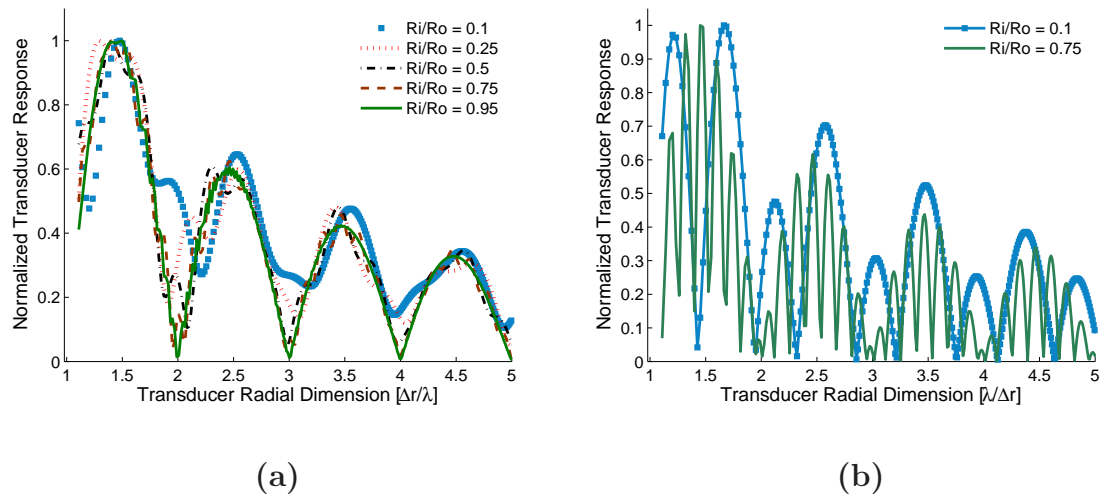 Normalized Transducer Response
1
0.8
0.6
0.4
0.2
0
1 1.5 2 2.5 3 3.5 4 4.5 5
Transducer Radial Dimension [Δr/λ]
Ri/Ro = 0.1
Ri/Ro = 0.25
Ri/Ro = 0.5
Ri/Ro = 0.75
Ri/Ro = 0.95
(a)
Normalized Transducer Response
1
0.9
0.8
0.7
0.6
0.5
0.4
0.3
0.2
0.1
0
1 1.5 2 2.5 3 3.5 4 4.5 5
Transducer Radial Dimension [λ/Δr]
Ri/Ro = 0.1
Ri/Ro = 0.75
(b)